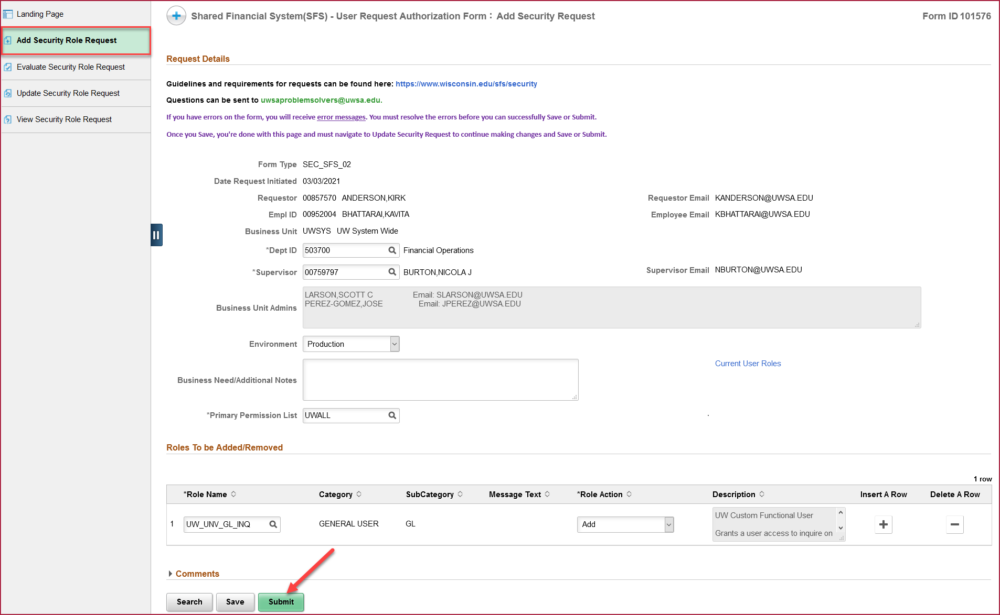 Landing Page
Add Security Role Request
Evaluate Security Role Request
Update Security Role Request
View Security Role Request
Shared Financial System(SFS) - User Request Authorization Form : Add Security Request
Form ID 101576
Request Details
Guidelines and requirements for requests can be found here: https://www.wisconsin.edu/sfs/security
Questions can be sent to uwsaproblemsolvers@uwsa.edu.
If you have errors on the form, you will receive error messages. You must resolve the errors before you can successfully Save or Submit.
Once you Save, you're done with this page and must navigate to Update Security Request to continue making changes and Save or Submit.
Form Type SEC_SFS_02
Date Request Initiated 03/03/2021
Requestor 00857570 ANDERSON,KIRK Requestor Email KANDERSON@UWSA.EDU
Empl ID 00952004 BHATTARAI,KAVITA Employee Email KBHATTARAI@UWSA.EDU
Business Unit UWSYS UW System Wide
*Dept ID 503700 Financial Operations
*Supervisor 00759797 BURTON,NICOLA J Supervisor Email NBURTON@UWSA.EDU
Business Unit Admins
LARSON,SCOTT C Email: SLARSON@UWSA.EDU
PEREZ-GOMEZ,JOSE Email: JPEREZ@UWSA.EDU
Environment Production
Business Need/Additional Notes
Current User Roles
*Primary Permission List UWALL .
Roles To be Added/Removed
1 row
*Role Name Category SubCategory Message Text *Role Action Description Insert A Row Delete A Row
1 UW_UNV_GL_INQ GENERAL USER GL Add
UW Custom Functional User
Grants a user access to inquire on
Comments
Search Save Submit